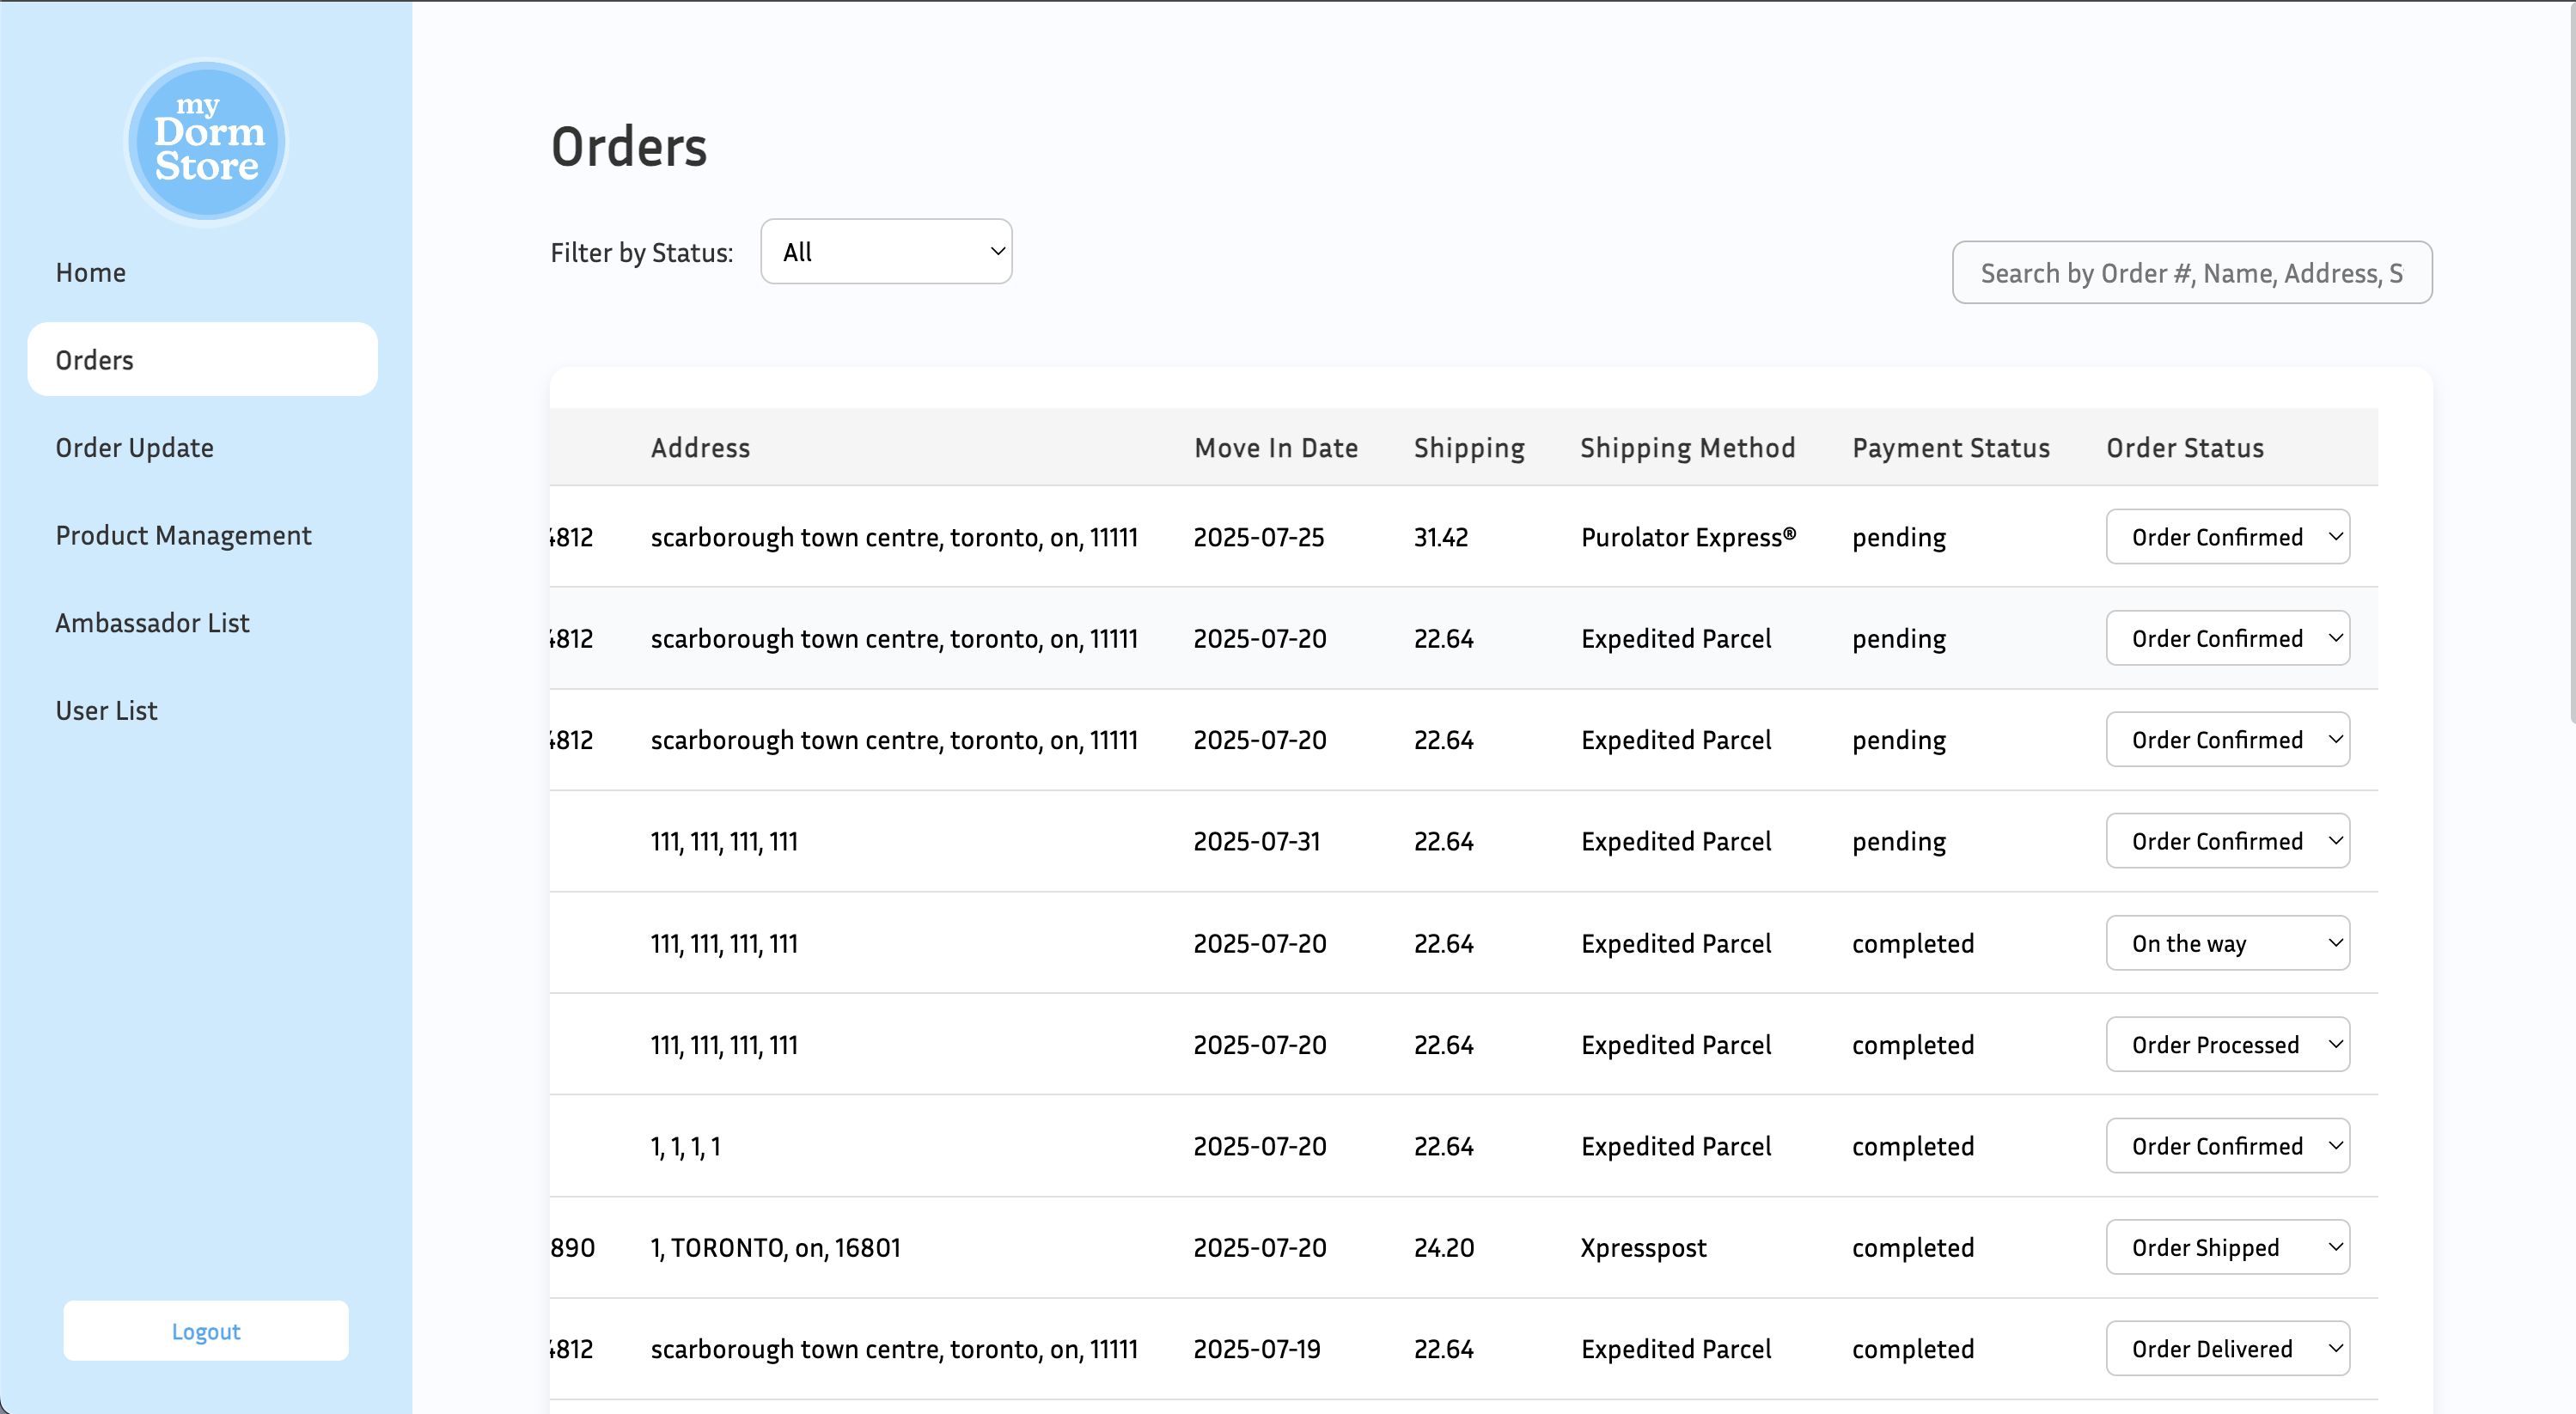 my
Dorm
Store
Home
Orders
Order Update
Product Management
Ambassador List
User List
Logout
Orders
Filter by Status: All
Search by Order #, Name, Address, S
Address Move In Date Shipping Shipping Method Payment Status Order Status
4812 scarborough town centre, toronto, on, 11111 2025-07-25 31.42 Purolator Express® pending Order Confirmed
4812 scarborough town centre, toronto, on, 11111 2025-07-20 22.64 Expedited Parcel pending Order Confirmed
4812 scarborough town centre, toronto, on, 11111 2025-07-20 22.64 Expedited Parcel pending Order Confirmed
111, 111, 111, 111 2025-07-31 22.64 Expedited Parcel pending Order Confirmed
111, 111, 111, 111 2025-07-20 22.64 Expedited Parcel completed On the way
111, 111, 111, 111 2025-07-20 22.64 Expedited Parcel completed Order Processed
1, 1, 1, 1 2025-07-20 22.64 Expedited Parcel completed Order Confirmed
890 1, TORONTO, on, 16801 2025-07-20 24.20 Xpresspost completed Order Shipped
4812 scarborough town centre, toronto, on, 11111 2025-07-19 22.64 Expedited Parcel completed Order Delivered